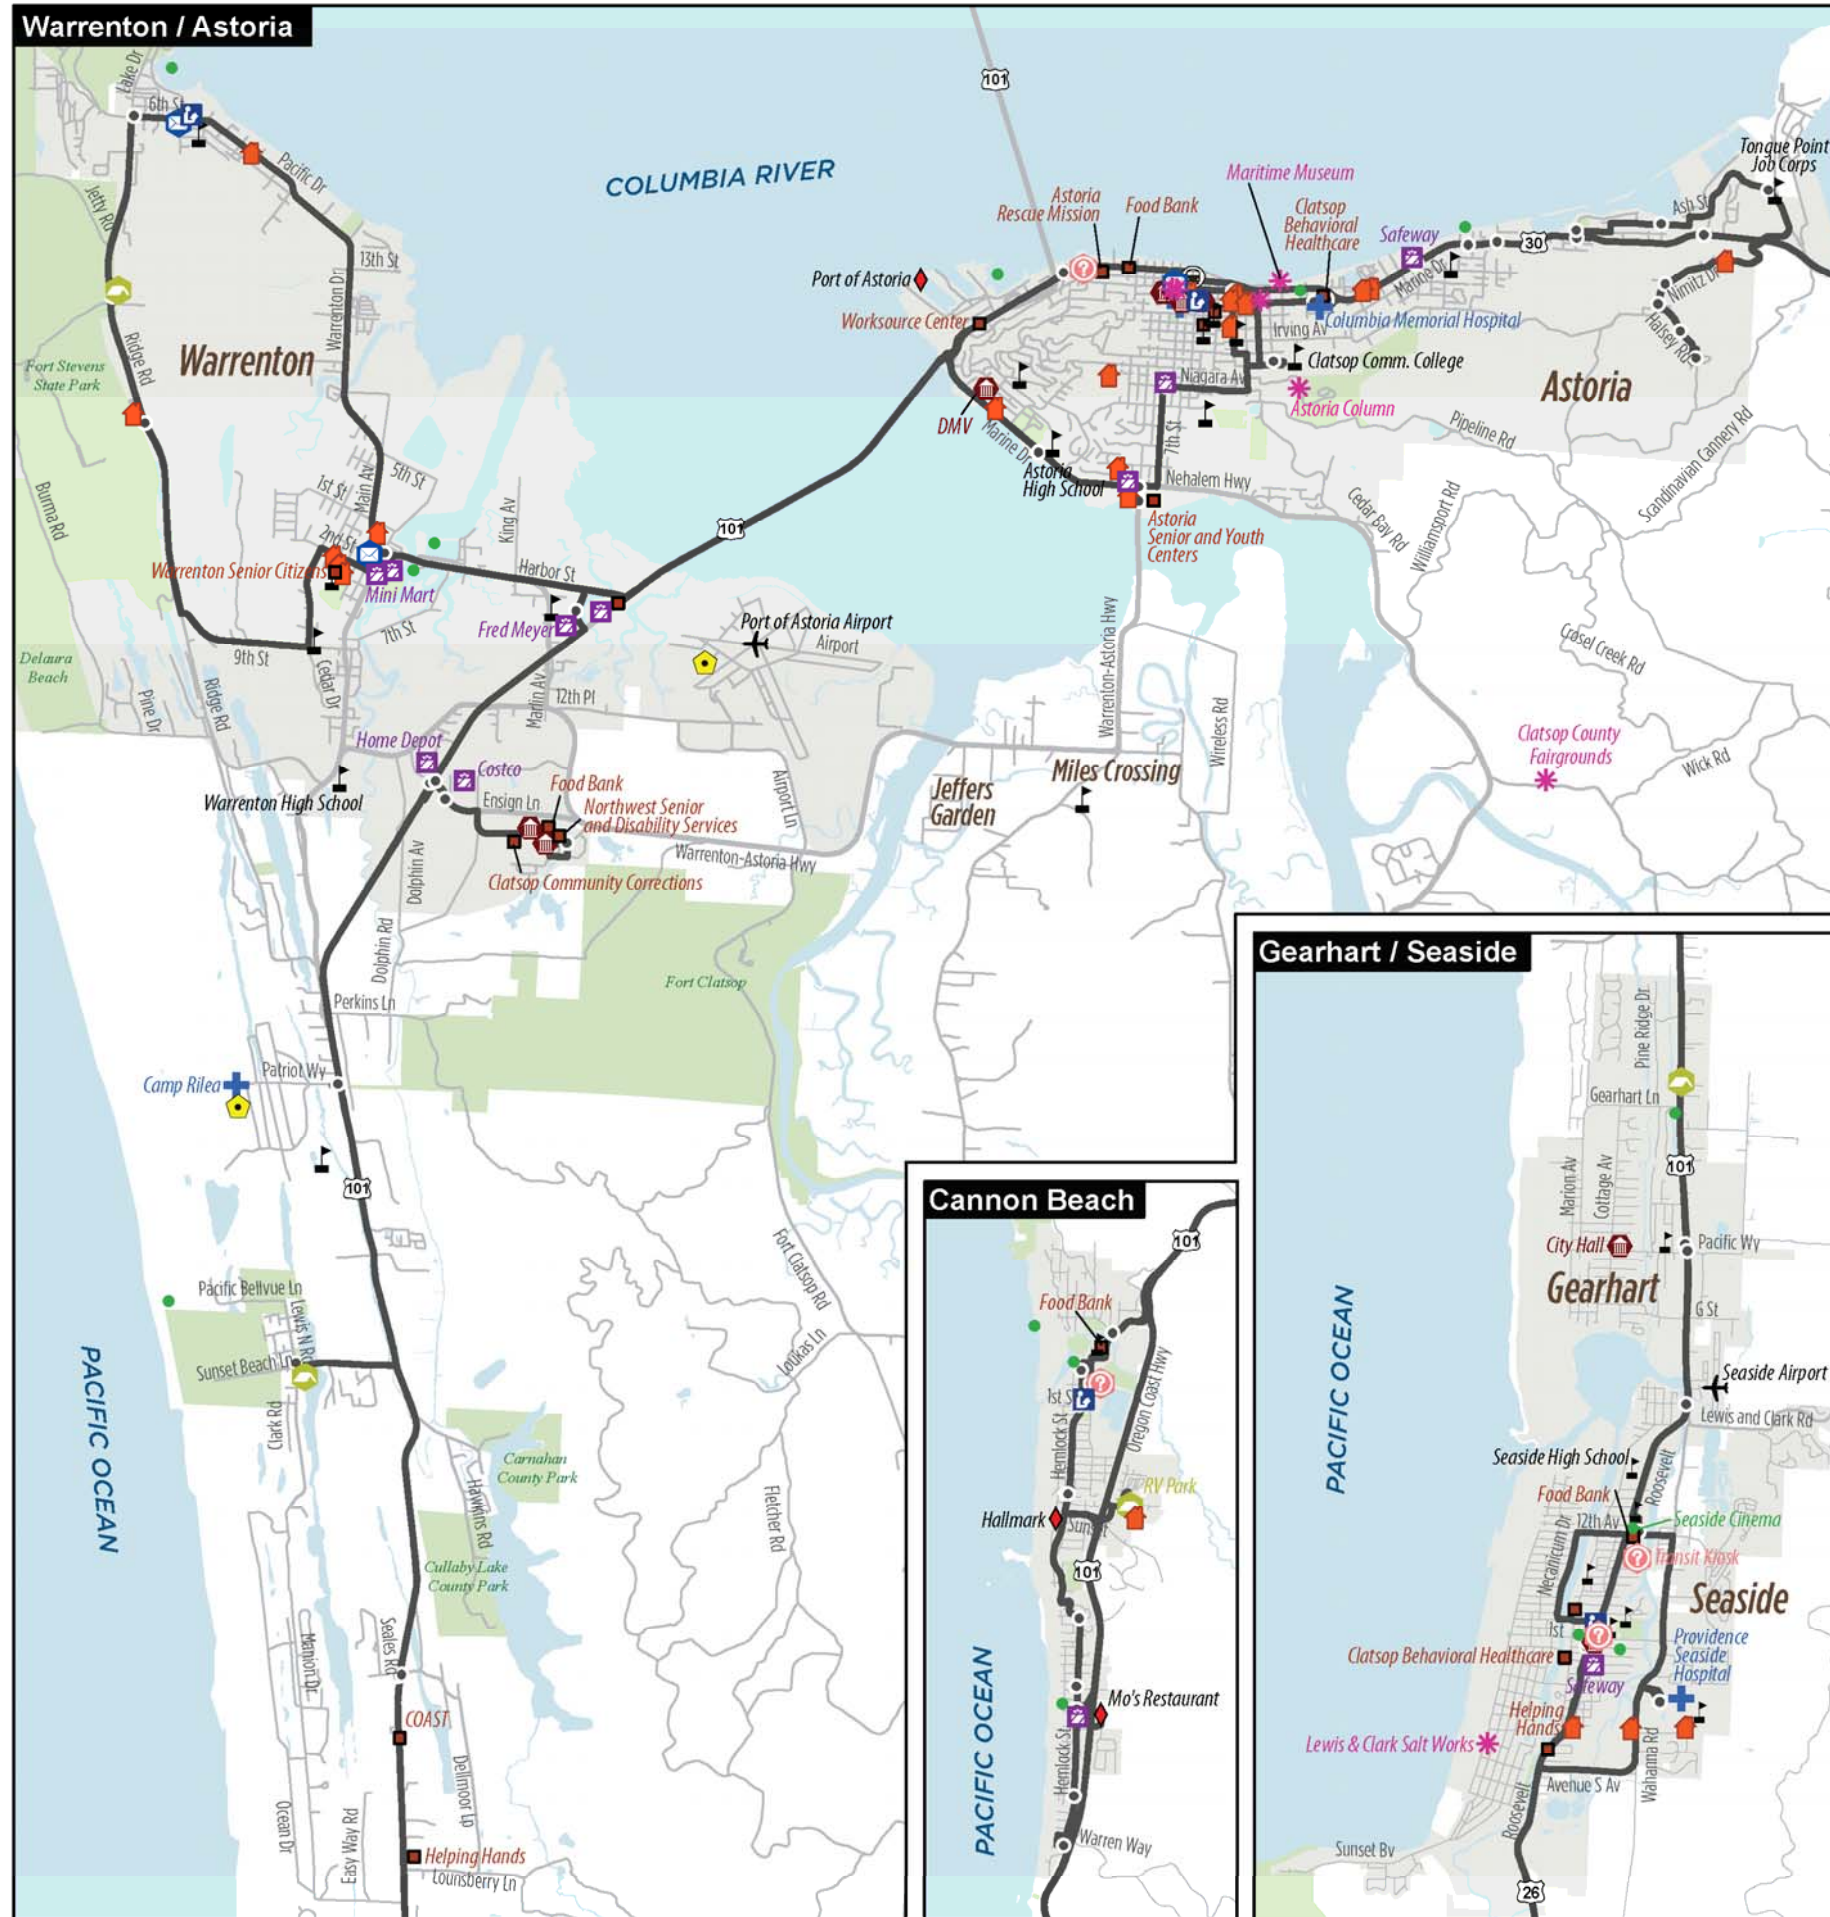 Warrenton / Astoria
Lake Dr
6th St
Pacific Dr
Jetty Rd
13th St
Warrenton Dr
COLUMBIA RIVER
101
Warrenton
Fort Stevens
State Park
Ridge Rd
Burma Rd
1st St
Main Av
5th St
2nd St
King Av
Harbor St
Warrenton Senior Citizens
Mini Mart
Fred Meyer
7th St
9th St
Cedar Dr
Delaura
Beach
Pine Dr
Ridge Rd
Marlin Av
12th Pl
101
Port of Astoria Airport
Airport
Home Depot
Costco
Ensign Ln
Food Bank
Northwest Senior
and Disability Services
Clatsop Community Corrections
Warrenton High School
Dolphin Av
Airport Ln
Warrenton-Astoria Hwy
Dolphin Rd
Perkins Ln
Fort Clatsop
Patriot Wy
Camp Rilea
101
Pacific Bellvue Ln
Lewis N Rd
Sunset Beach Ln
Clark Rd
Fort Clatsop Rd
Loukas Ln
Carnahan
County Park
Hawkins Rd
Cullaby Lake
County Park
Fletcher Rd
PACIFIC OCEAN
Manion Dr
Seales Rd
COAST
Dellmoor Lp
Ocean Dr
Easy Way Rd
Helping Hands
Lounsberry Ln
Port of Astoria
Worksource Center
Astoria
Rescue Mission
Food Bank
Maritime Museum
Clatsop
Behavioral
Healthcare
Safeway
30
Marine Dr
Ash St
Tongue Point
Job Corps
Nimitz Dr
Halsey Rd
Irving Av
Columbia Memorial Hospital
Clatsop Comm. College
Niagara Av
Astoria Column
Astoria
DMV
Marine Dr
Astoria
High School
7th St
Nehalem Hwy
Pipeline Rd
Scandinavian Cannery Rd
Williamsport Rd
Cedar Bay Rd
Astoria
Senior and Youth
Centers
Warrenton-Astoria Hwy
Wireless Rd
Crosel Creek Rd
Clatsop County
Fairgrounds
Wick Rd
Jeffers
Garden
Miles Crossing
Cannon Beach
101
Food Bank
1st S
Hemlock St
Oregon Coast Hwy
RV Park
Hallmark
Sunset
101
Mo's Restaurant
Hemlock St
Warren Way
PACIFIC OCEAN
Gearhart / Seaside
Pine Ridge Dr
Gearhart Ln
101
Marion Av
Cottage Av
City Hall
Pacific Wy
Gearhart
G St
PACIFIC OCEAN
Seaside Airport
Lewis and Clark Rd
Seaside High School
Roosevelt
Food Bank
12th Av
Seaside Cinema
Necanicum Dr
Transit Kiosk
Seaside
1st
Clatsop Behavioral Healthcare
Providence
Seaside
Hospital
Safeway
Helping
Hands
Lewis & Clark Salt Works
Avenue S Av
Wahanna Rd
Roosevelt
Sunset Bv
26